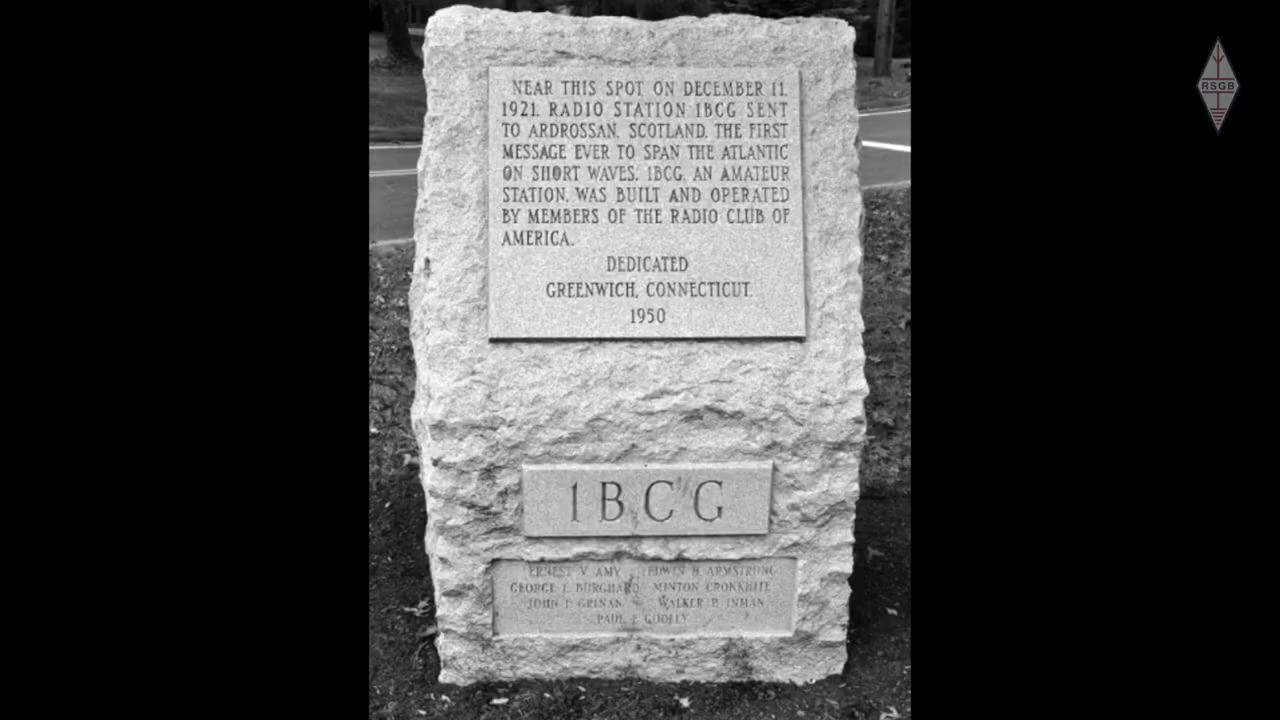 NEAR THIS SPOT ON DECEMBER 11,
1921, RADIO STATION 1BCG SENT
TO ARDROSSAN, SCOTLAND, THE FIRST
MESSAGE EVER TO SPAN THE ATLANTIC
ON SHORT WAVES. 1BCG, AN AMATEUR
STATION, WAS BUILT AND OPERATED
BY MEMBERS OF THE RADIO CLUB OF
AMERICA.
DEDICATED
GREENWICH, CONNECTICUT.
1950
1BCG
ERNEST V. AMY EDWIN H. ARMSTRONG
GEORGE E. BURGHARD MINTON CRONKHITE
JOHN F. GRINAN WALKER P. INMAN
PAUL F. GODLEY
RSGB